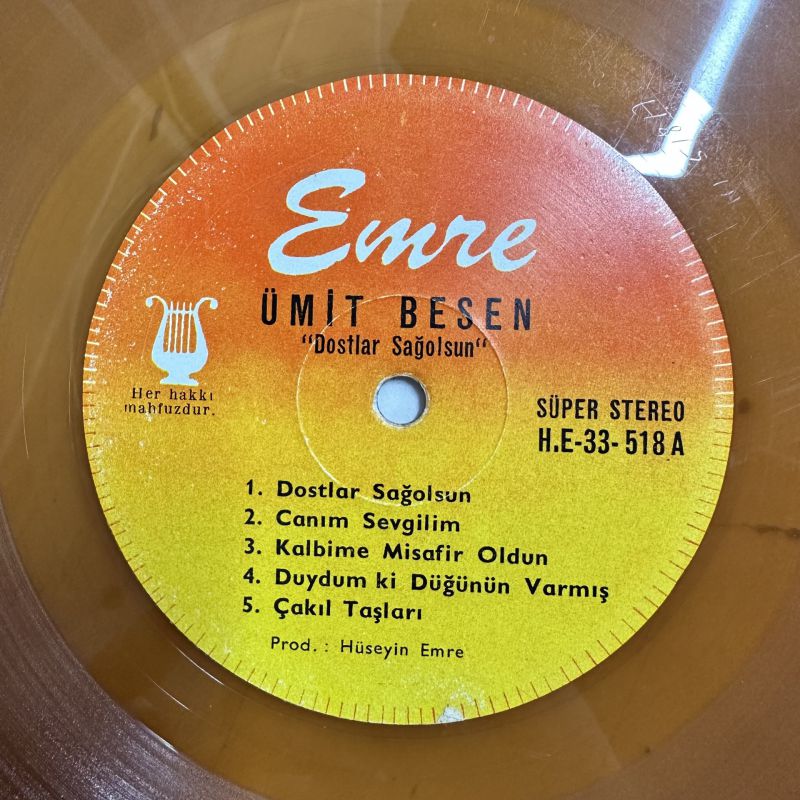 Emre
ÜMİT BESEN
"Dostlar Sağolsun"
Her hakkı
mahfuzdur.
SÜPER STEREO
H.E-33-518 A
1. Dostlar Sağolsun
2. Canım Sevgilim
3. Kalbime Misafir Oldun
4. Duydum ki Düğünün Varmış
5. Çakıl Taşları
Prod. : Hüseyin Emre